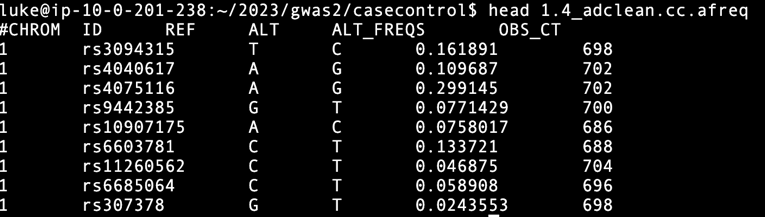 luke@ip-10-0-201-238:~/2023/gwas2/casecontrol$ head 1.4_adclean.cc.afreq
#CHROM ID REF ALT ALT_FREQS OBS_CT
1 rs3094315 T C 0.161891 698
1 rs4040617 A G 0.109687 702
1 rs4075116 A G 0.299145 702
1 rs9442385 G T 0.0771429 700
1 rs10907175 A C 0.0758017 686
1 rs6603781 C T 0.133721 688
1 rs11260562 C T 0.046875 704
1 rs6685064 C T 0.058908 696
1 rs307378 G T 0.0243553 698